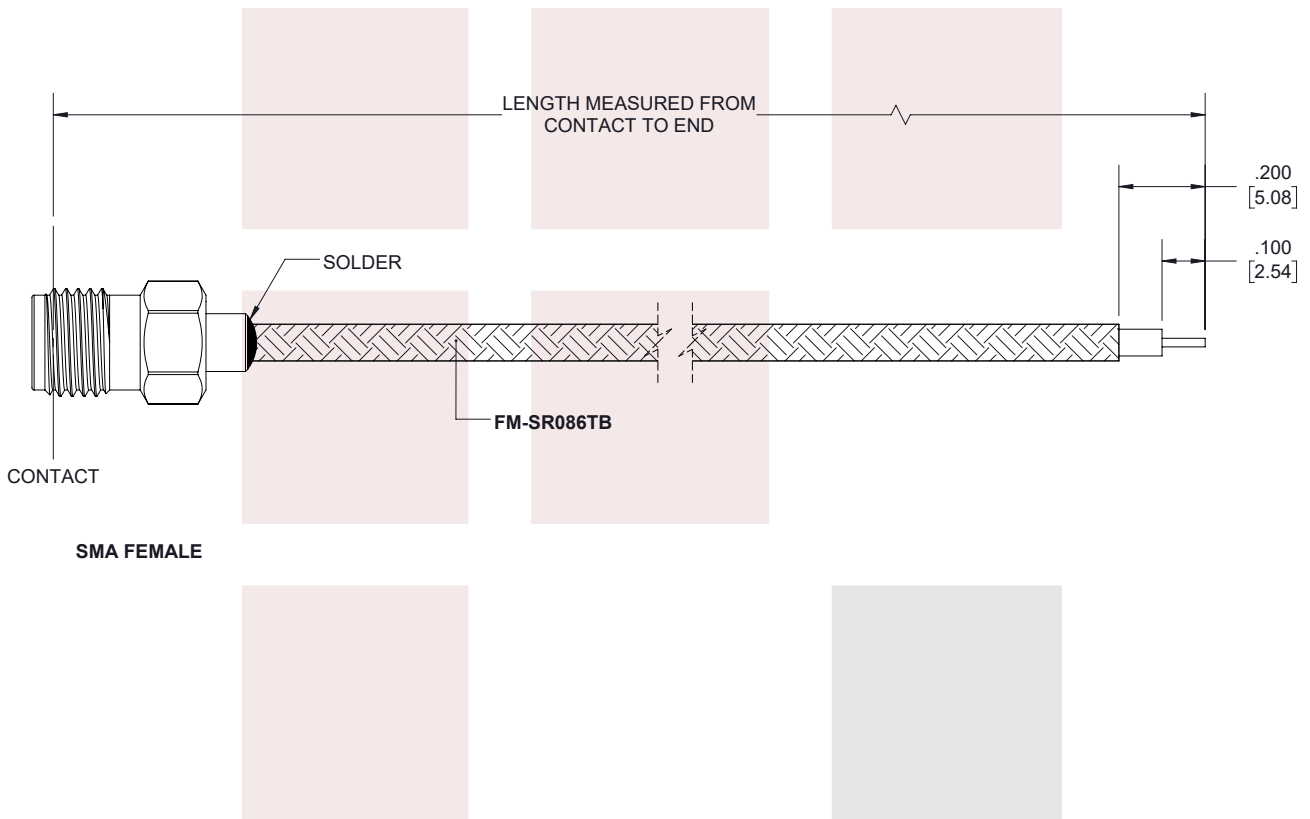 LENGTH MEASURED FROM
CONTACT TO END
.200
[5.08]
.100
[2.54]
SOLDER
FM-SR086TB
CONTACT
SMA FEMALE